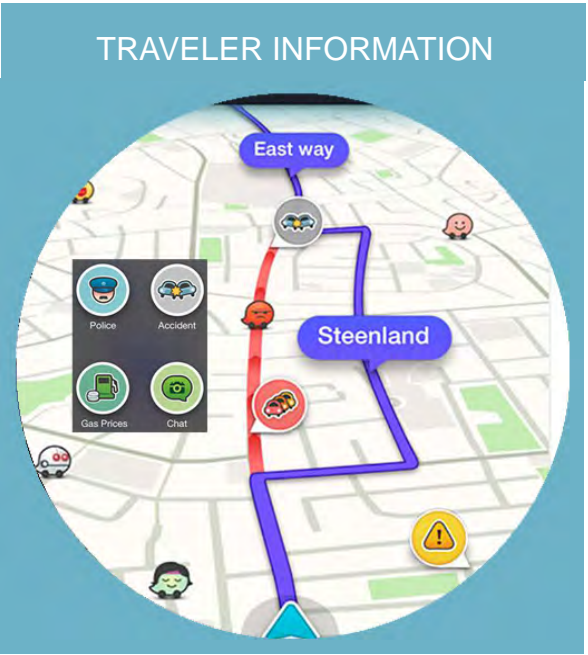 TRAVELER INFORMATION
East way
Steenland
Police
Accident
Gas Prices
Chat